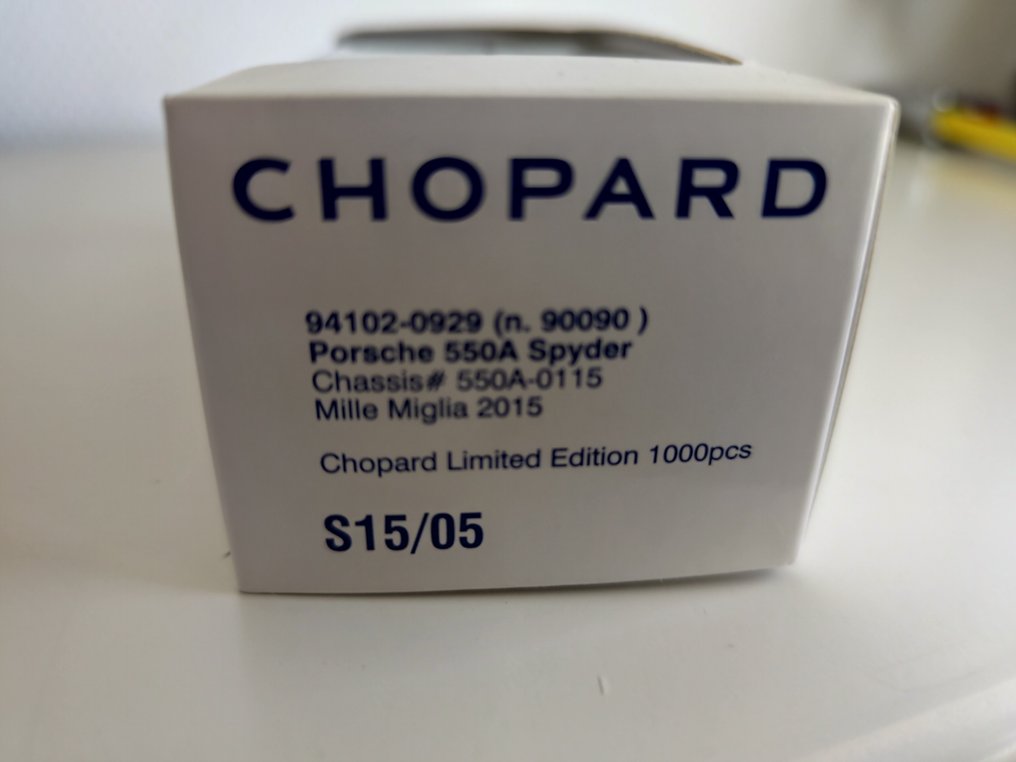 CHOPARD
94102-0929 (n. 90090 )
Porsche 550A Spyder
Chassis# 550A-0115
Mille Miglia 2015
Chopard Limited Edition 1000pcs
S15/05